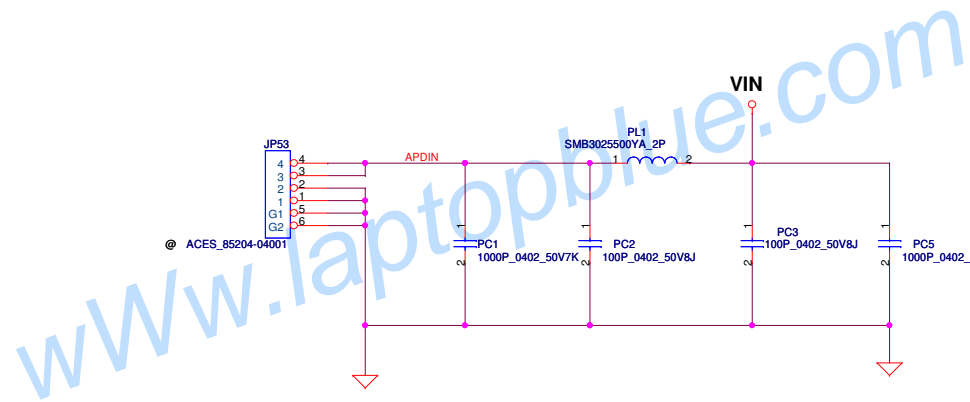 www.laptopblue.com
VIN
JP53
PL1
SMB3025500YA_2P
APDIN
1 2
4 4
3 3
2 2
1 1
G1 5
G2 6
@ ACES_85204-04001
1 1 1 1
PC1
1000P_0402_50V7K
PC2
100P_0402_50V8J
PC3
100P_0402_50V8J
PC5
1000P_0402_
2 2 2 2